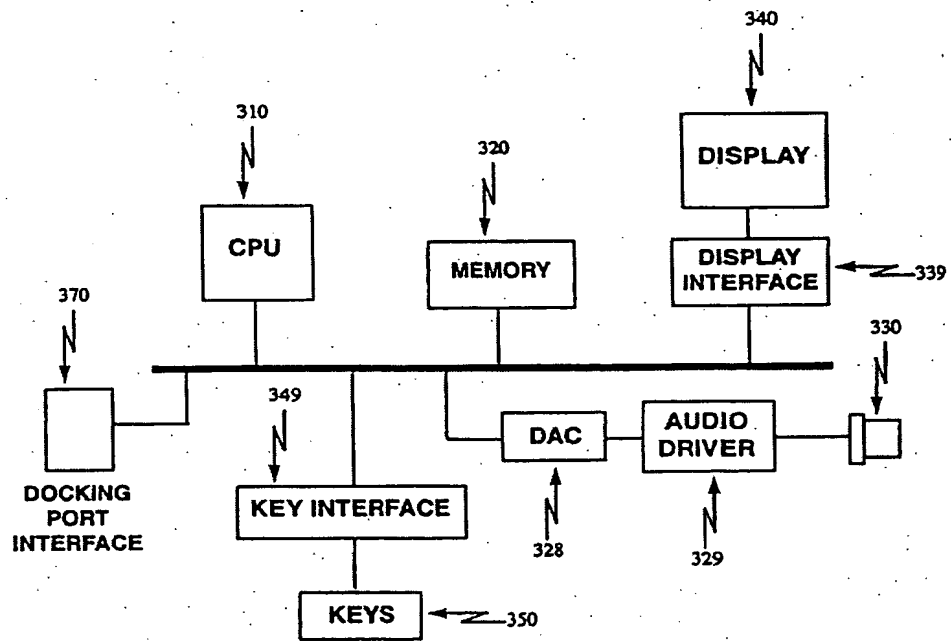 340
310
320
DISPLAY
CPU
MEMORY
DISPLAY
INTERFACE
339
370
330
349
DAC
AUDIO
DRIVER
DOCKING
PORT
INTERFACE
KEY INTERFACE
328
329
KEYS
350